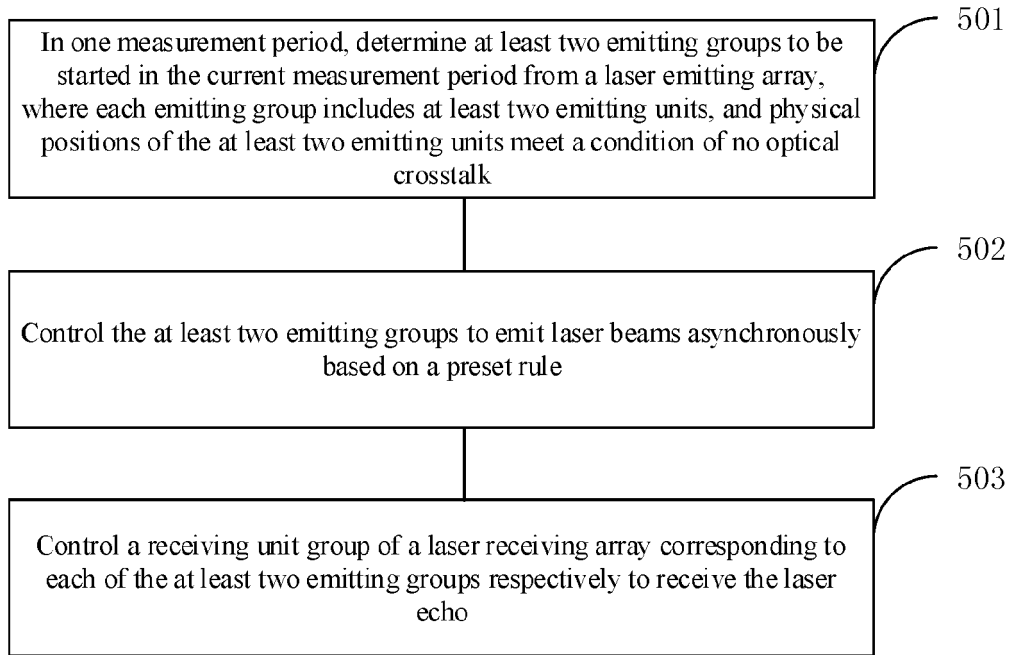 501
In one measurement period, determine at least two emitting groups to be
started in the current measurement period from a laser emitting array,
where each emitting group includes at least two emitting units, and physical
positions of the at least two emitting units meet a condition of no optical
crosstalk
502
Control the at least two emitting groups to emit laser beams asynchronously
based on a preset rule
503
Control a receiving unit group of a laser receiving array corresponding to
each of the at least two emitting groups respectively to receive the laser
echo